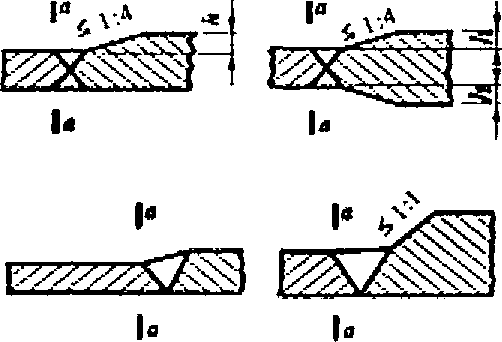 a ≤ 1:4 h a ≤ 1:4 h
h
a a
a a ≤ 1:1
a a